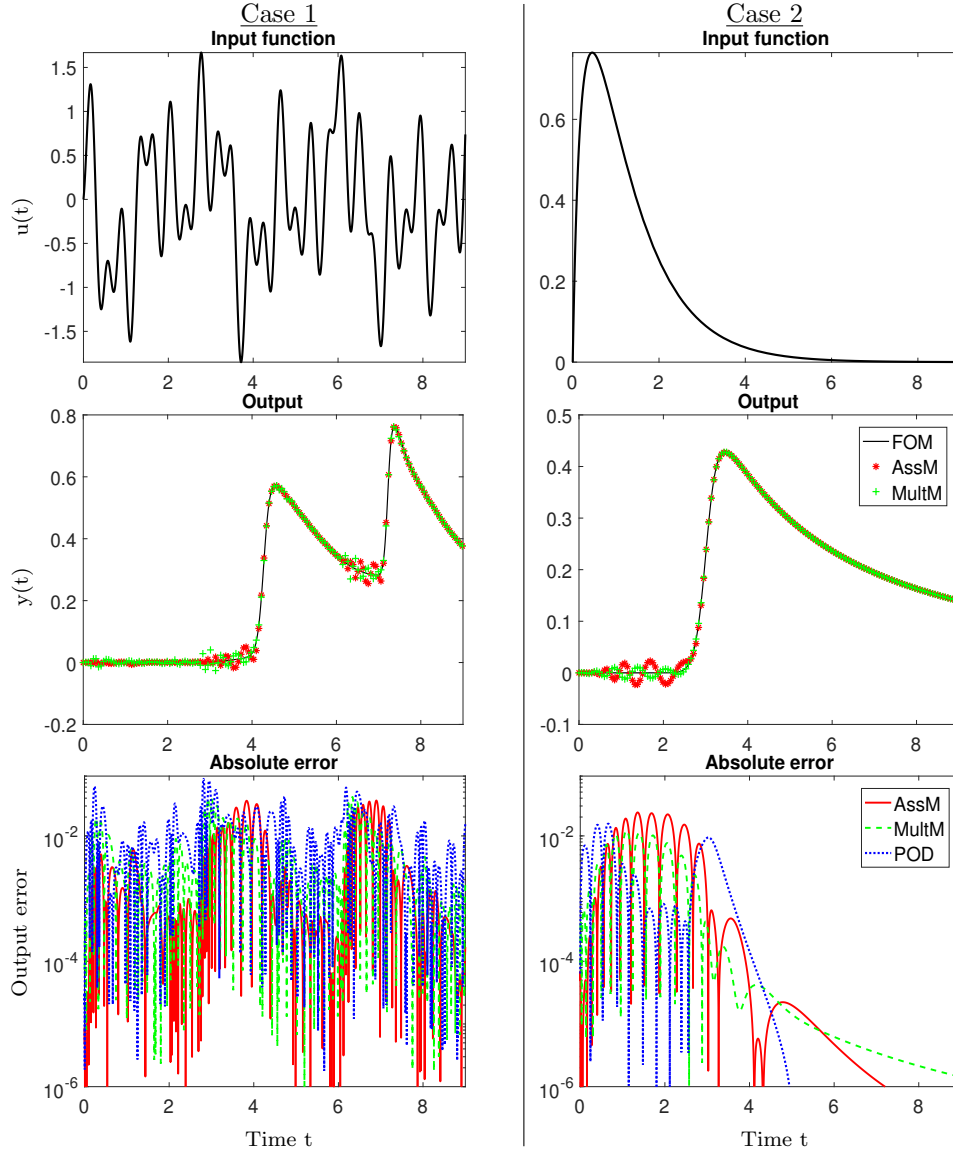 Case 1
Input function
u(t)
1.5
1
0.5
0
-0.5
-1
-1.5
0 2 4 6 8
Output
y(t)
0.8
0.6
0.4
0.2
0
-0.2
0 2 4 6 8
Absolute error
Output error
10^-2
10^-4
10^-6
0 2 4 6 8
Time t
Case 2
Input function
0.6
0.4
0.2
0
0 2 4 6 8
Output
0.5
0.4
0.3
0.2
0.1
0
-0.1
FOM
AssM
MultM
0 2 4 6 8
Absolute error
10^-2
10^-4
10^-6
AssM
MultM
POD
0 2 4 6 8
Time t